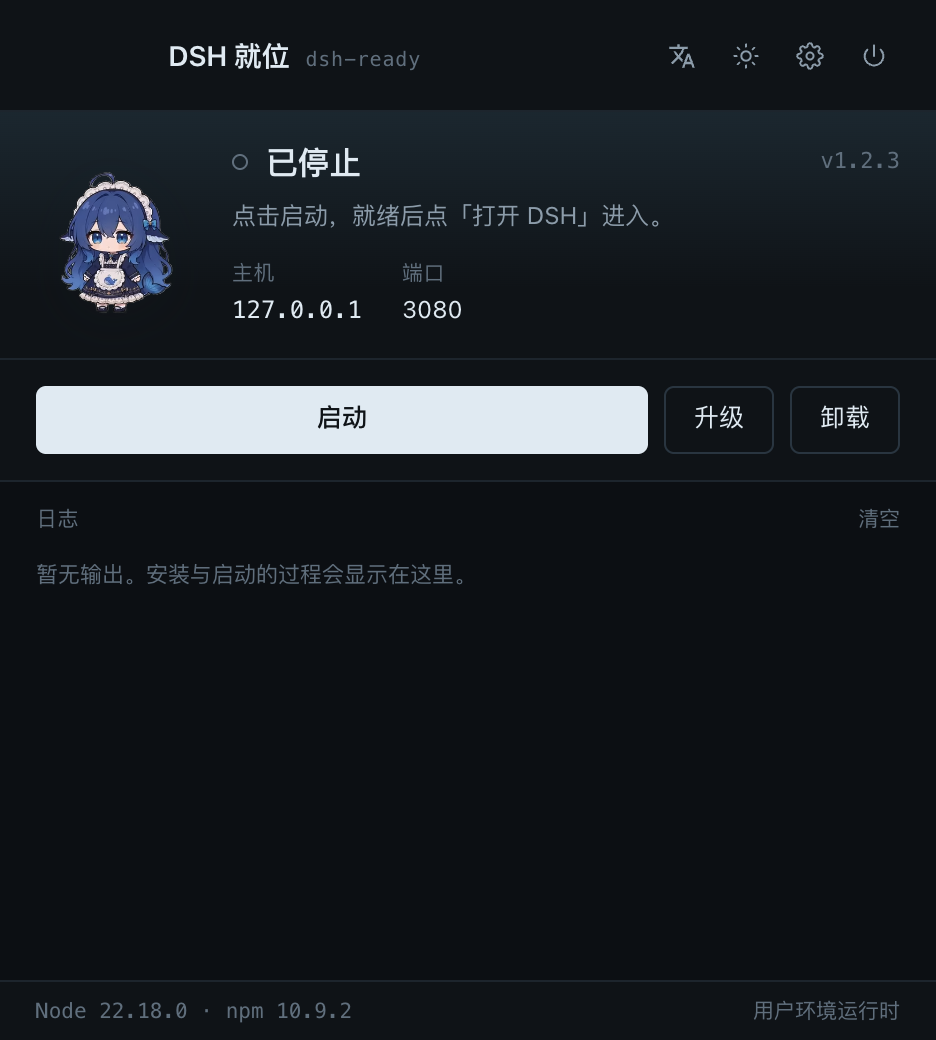 DSH 就位 dsh-ready
已停止 v1.2.3
点击启动，就绪后点「打开 DSH」进入。
主机 端口
127.0.0.1 3080
启动 升级 卸载
日志 清空
暂无输出。安装与启动的过程会显示在这里。
Node 22.18.0 · npm 10.9.2 用户环境运行时